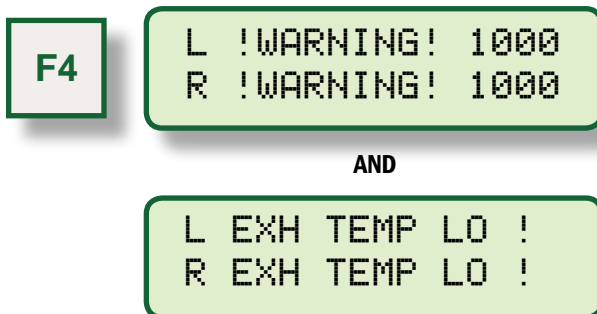 F4
L !WARNING! 1000
R !WARNING! 1000
AND
L EXH TEMP LO !
R EXH TEMP LO !